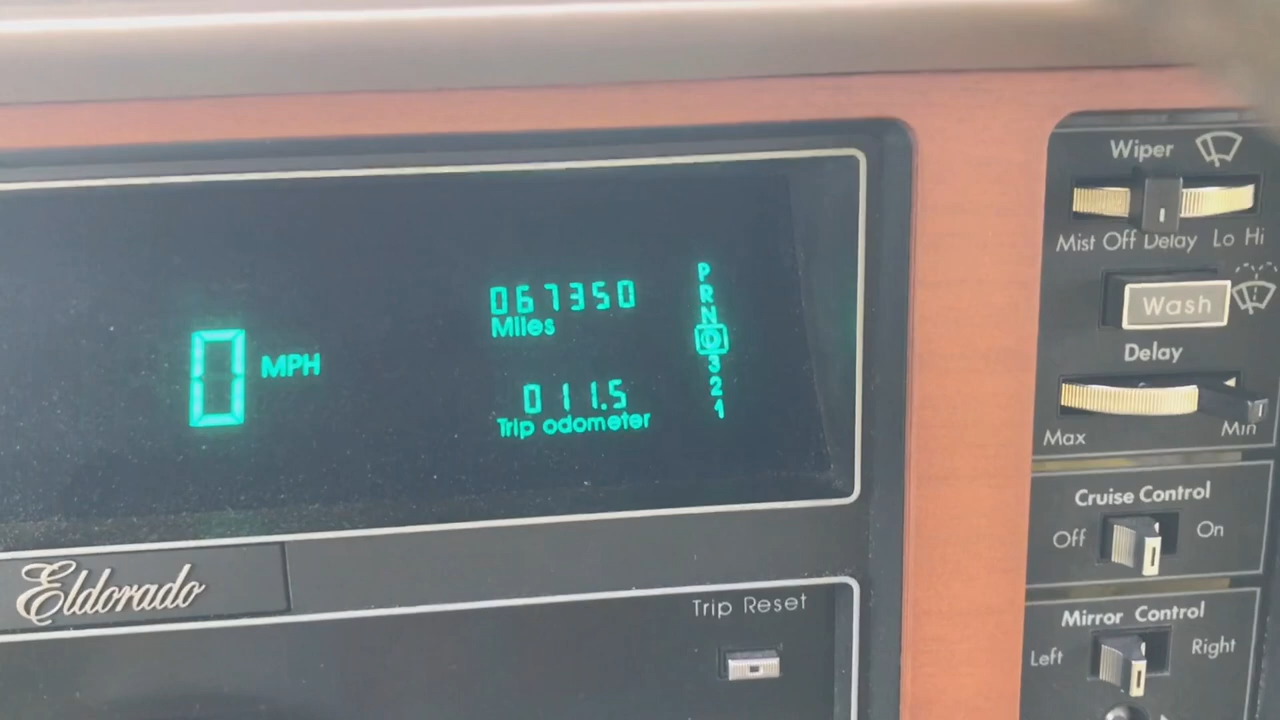 067350
Miles
0 MPH
011.5
Trip odometer
P
R
N
D
3
2
1
Eldorado
Trip Reset
Wiper
Mist Off Delay Lo Hi
Wash
Delay
Max Min
Cruise Control
Off On
Mirror Control
Left Right